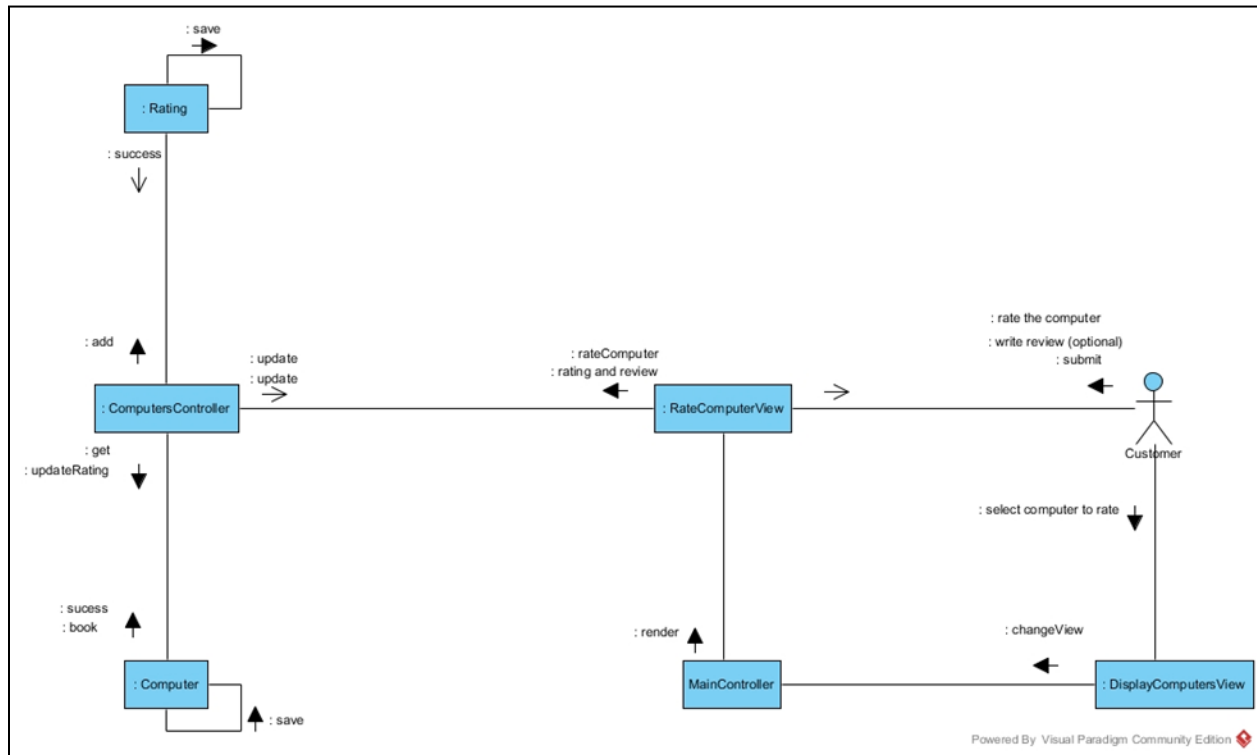 : save
: Rating
: success
: add
: update
: update
: rateComputer
: rating and review
: rate the computer
: write review (optional)
: submit
: ComputersController
: RateComputerView
Customer
: get
: updateRating
: select computer to rate
: sucess
: book
: render
: changeView
: Computer
MainController
: DisplayComputersView
: save
Powered By Visual Paradigm Community Edition